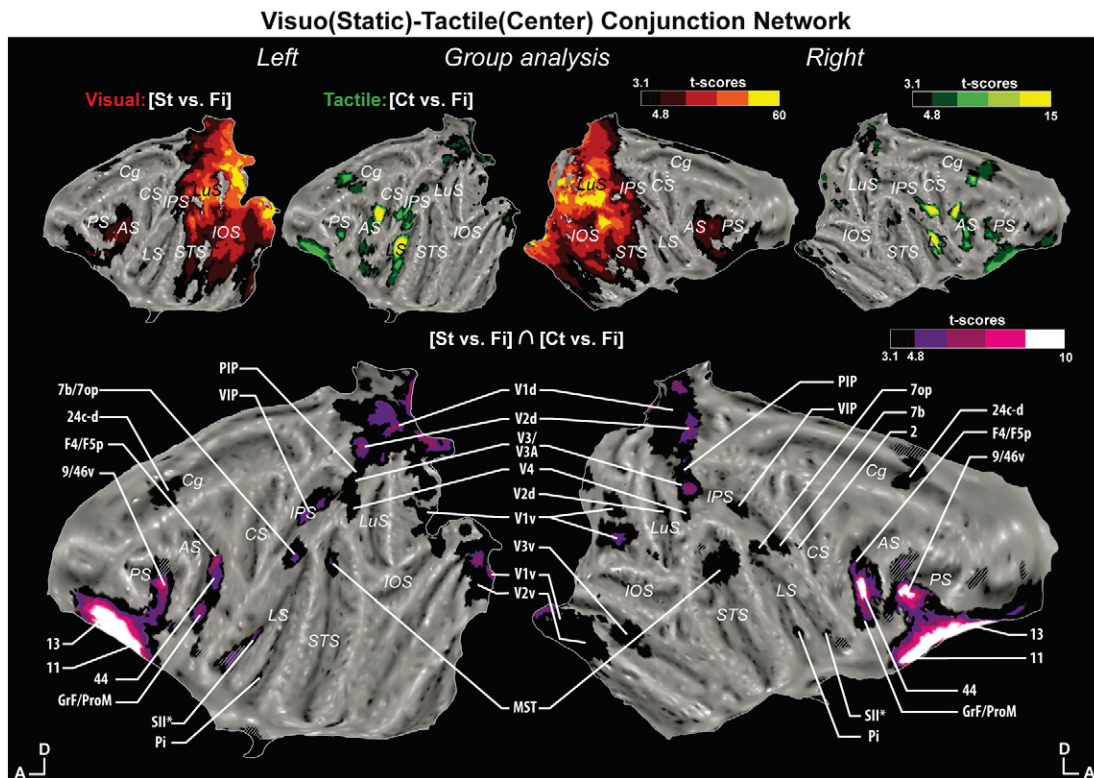 Visuo(Static)-Tactile(Center) Conjunction Network
Left Group analysis Right
Visual: [St vs. Fi]
Tactile: [Ct vs. Fi]
t-scores
3.1
4.8
60
t-scores
3.1
4.8
15
Cg
CS
IPS
LuS
PS
AS
LS
STS
IOS
Cg
CS
IPS
LuS
PS
AS
LS
STS
IOS
LuS
IPS
CS
Cg
IOS
STS
LS
AS
PS
LuS
IPS
CS
Cg
IOS
STS
LS
AS
PS
[St vs. Fi] ∩ [Ct vs. Fi]
t-scores
3.1
4.8
10
PIP
7b/7op
VIP
24c-d
F4/F5p
9/46v
13
11
44
GrF/ProM
SII*
Pi
Cg
IPS
CS
AS
PS
LS
STS
LuS
IOS
V1d
V2d
V3/
V3A
V4
V2d
V1v
V3v
V1v
V2v
MST
PIP
7op
7b
VIP
2
24c-d
F4/F5p
9/46v
Cg
IPS
LuS
CS
AS
PS
IOS
STS
LS
13
11
44
GrF/ProM
SII*
Pi
D
A
D
A